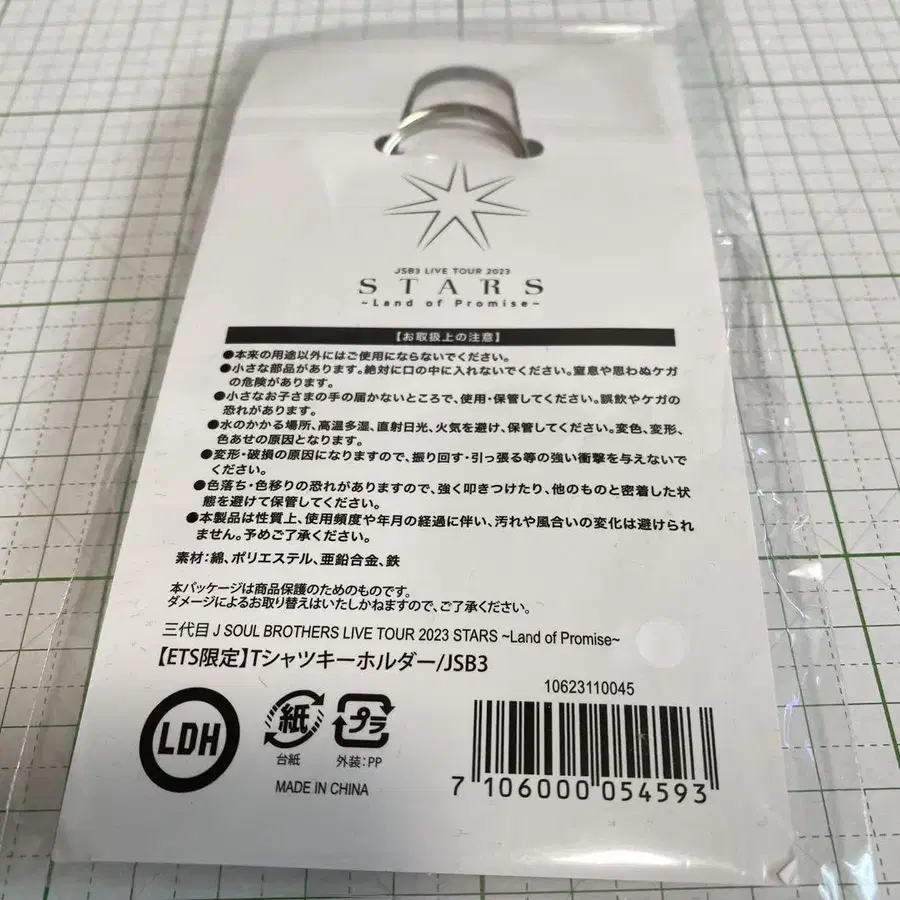 JSB3 LIVE TOUR 2023
STARS
~Land of Promise~
【お取扱上の注意】
●本来の用途以外にはご使用にならないでください。
●小さな部品があります。絶対に口の中に入れないでください。窒息や思わぬケガ
の危険があります。
●小さなお子さまの手の届かないところで、使用・保管してください。誤飲やケガの
恐れがあります。
●水のかかる場所、高温多湿、直射日光、火気を避け、保管してください。変色、変形、
色あせの原因となります。
●変形・破損の原因になりますので、振り回す・引っ張る等の強い衝撃を与えないで
ください。
●色落ち・色移りの恐れがありますので、強く叩きつけたり、他のものと密着した状
態を避けて保管してください。
●本製品は性質上、使用頻度や年月の経過に伴い、汚れや風合いの変化は避けられ
ません。予めご了承ください。
素材:綿、ポリエステル、亜鉛合金、鉄
本パッケージは商品保護のためのものです。
ダメージによるお取り替えはいたしかねますので、ご了承ください。
三代目 J SOUL BROTHERS LIVE TOUR 2023 STARS ~Land of Promise~
【ETS限定】Tシャツキーホルダー/JSB3
10623110045
LDH
紙
プラ
台紙
外装:PP
MADE IN CHINA
7 106000 054593